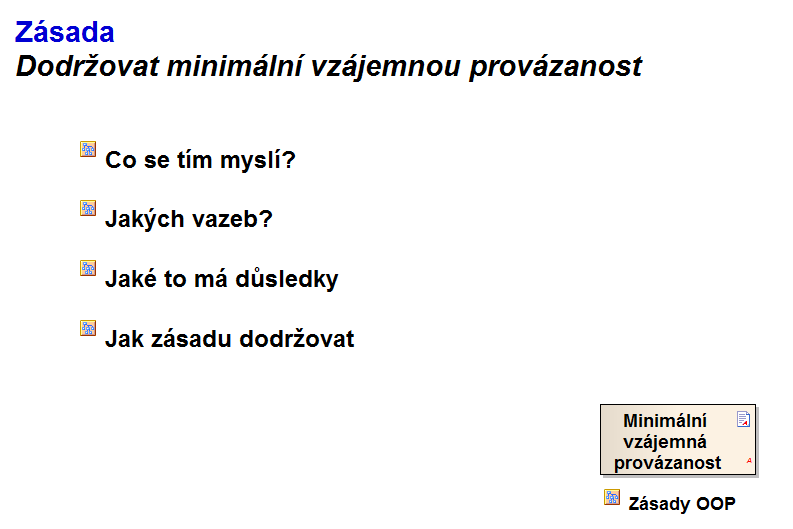 Zásada
Dodržovat minimální vzájemnou provázanost
Co se tím myslí?
Jakých vazeb?
Jaké to má důsledky
Jak zásadu dodržovat
Minimální
vzájemná
provázanost
A
Zásady OOP